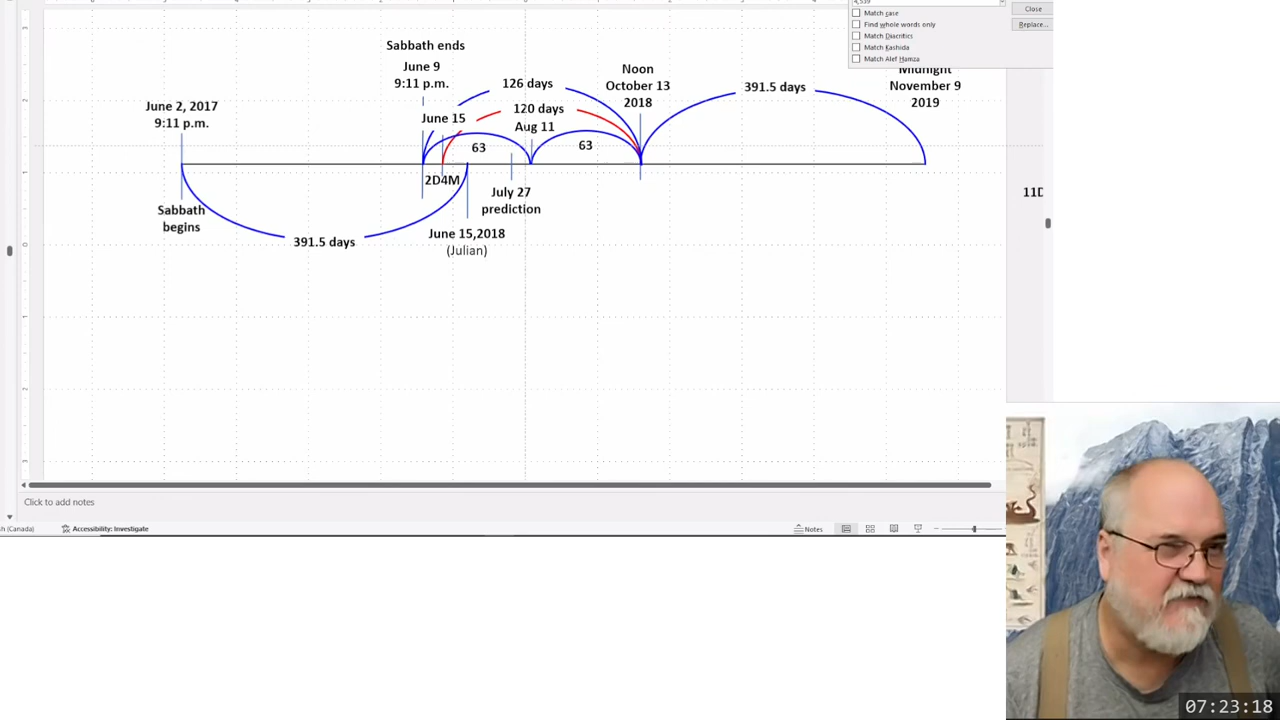 Close
Match case
Find whole words only
Replace...
Match Diacritics
Match Kashida
Match Alef Hamza
Sabbath ends
June 9
9:11 p.m.
126 days
Noon
October 13
2018
391.5 days
Midnight
November 9
2019
June 2, 2017
9:11 p.m.
June 15
120 days
Aug 11
63
63
2D4M
July 27
prediction
Sabbath
begins
391.5 days
June 15,2018
(Julian)
11D
Click to add notes
(Canada)
Accessibility: Investigate
Notes
07:23:18